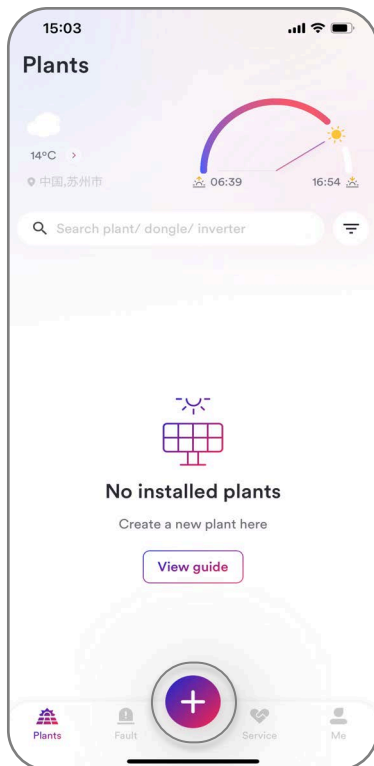 15:03
Plants
14°C >
中国,苏州市
06:39
16:54
Search plant/ dongle/ inverter
No installed plants
Create a new plant here
View guide
Plants
Fault
Service
Me